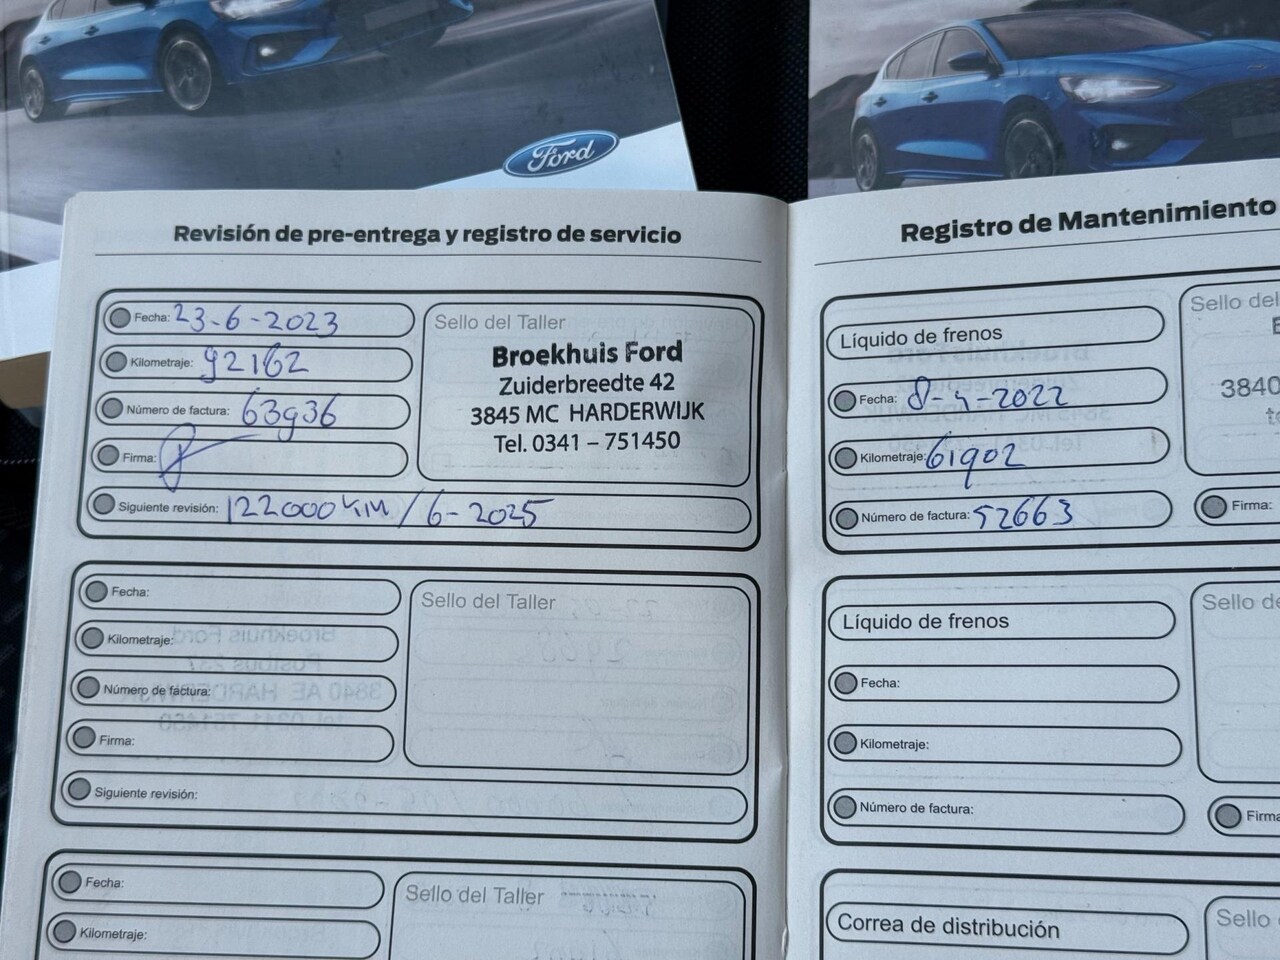 Ford
Revisión de pre-entrega y registro de servicio
Fecha: 23-6-2023
Kilometraje: 92162
Número de factura: 63936
Firma:
Siguiente revisión: 122000 KM. / 6-2025
Sello del Taller
Broekhuis Ford
Zuiderbreedte 42
3845 MC HARDERWIJK
Tel. 0341 – 751450
Fecha:
Kilometraje:
Número de factura:
Firma:
Siguiente revisión:
Sello del Taller
Fecha:
Kilometraje:
Sello del Taller
Registro de Mantenimiento
Líquido de frenos
Fecha: 8-4-2022
Kilometraje: 61902
Número de factura: 52663
Sello del
3840
Firma:
Líquido de frenos
Fecha:
Kilometraje:
Número de factura:
Sello de
Firma
Correa de distribución
Sello